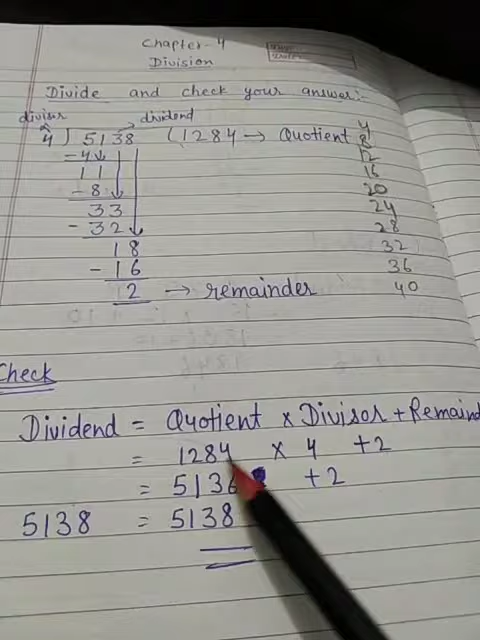 Chapter-4
Division
Divide and check your answer:-
divisor → dividend
4 ) 5138 (1284 → Quotient
- 4
11
- 8
33
- 32
18
- 16
12 → remainder
4
8
12
16
20
24
28
32
36
40
Check
Dividend = Quotient × Divisor + Remaind
= 1284 × 4 +2
= 5136 +2
5138 = 5138